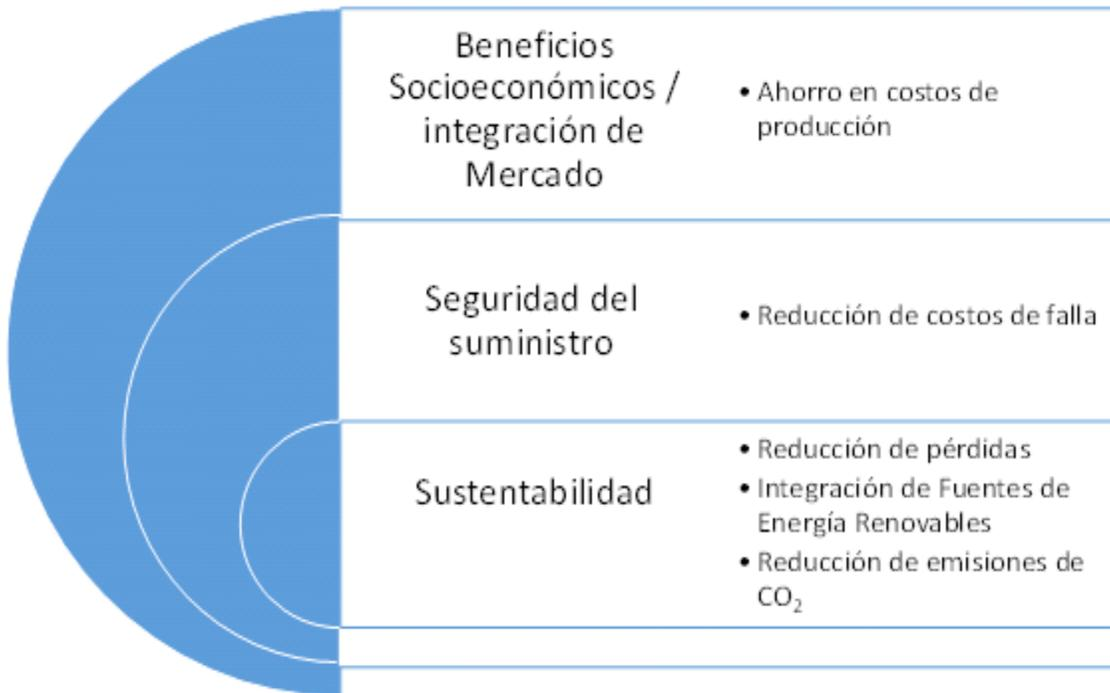 Beneficios
Socioeconómicos /
integración de
Mercado
• Ahorro en costos de
producción
Seguridad del
suministro
• Reducción de costos de falla
Sustentabilidad
• Reducción de pérdidas
• Integración de Fuentes de
Energía Renovables
• Reducción de emisiones de
CO₂